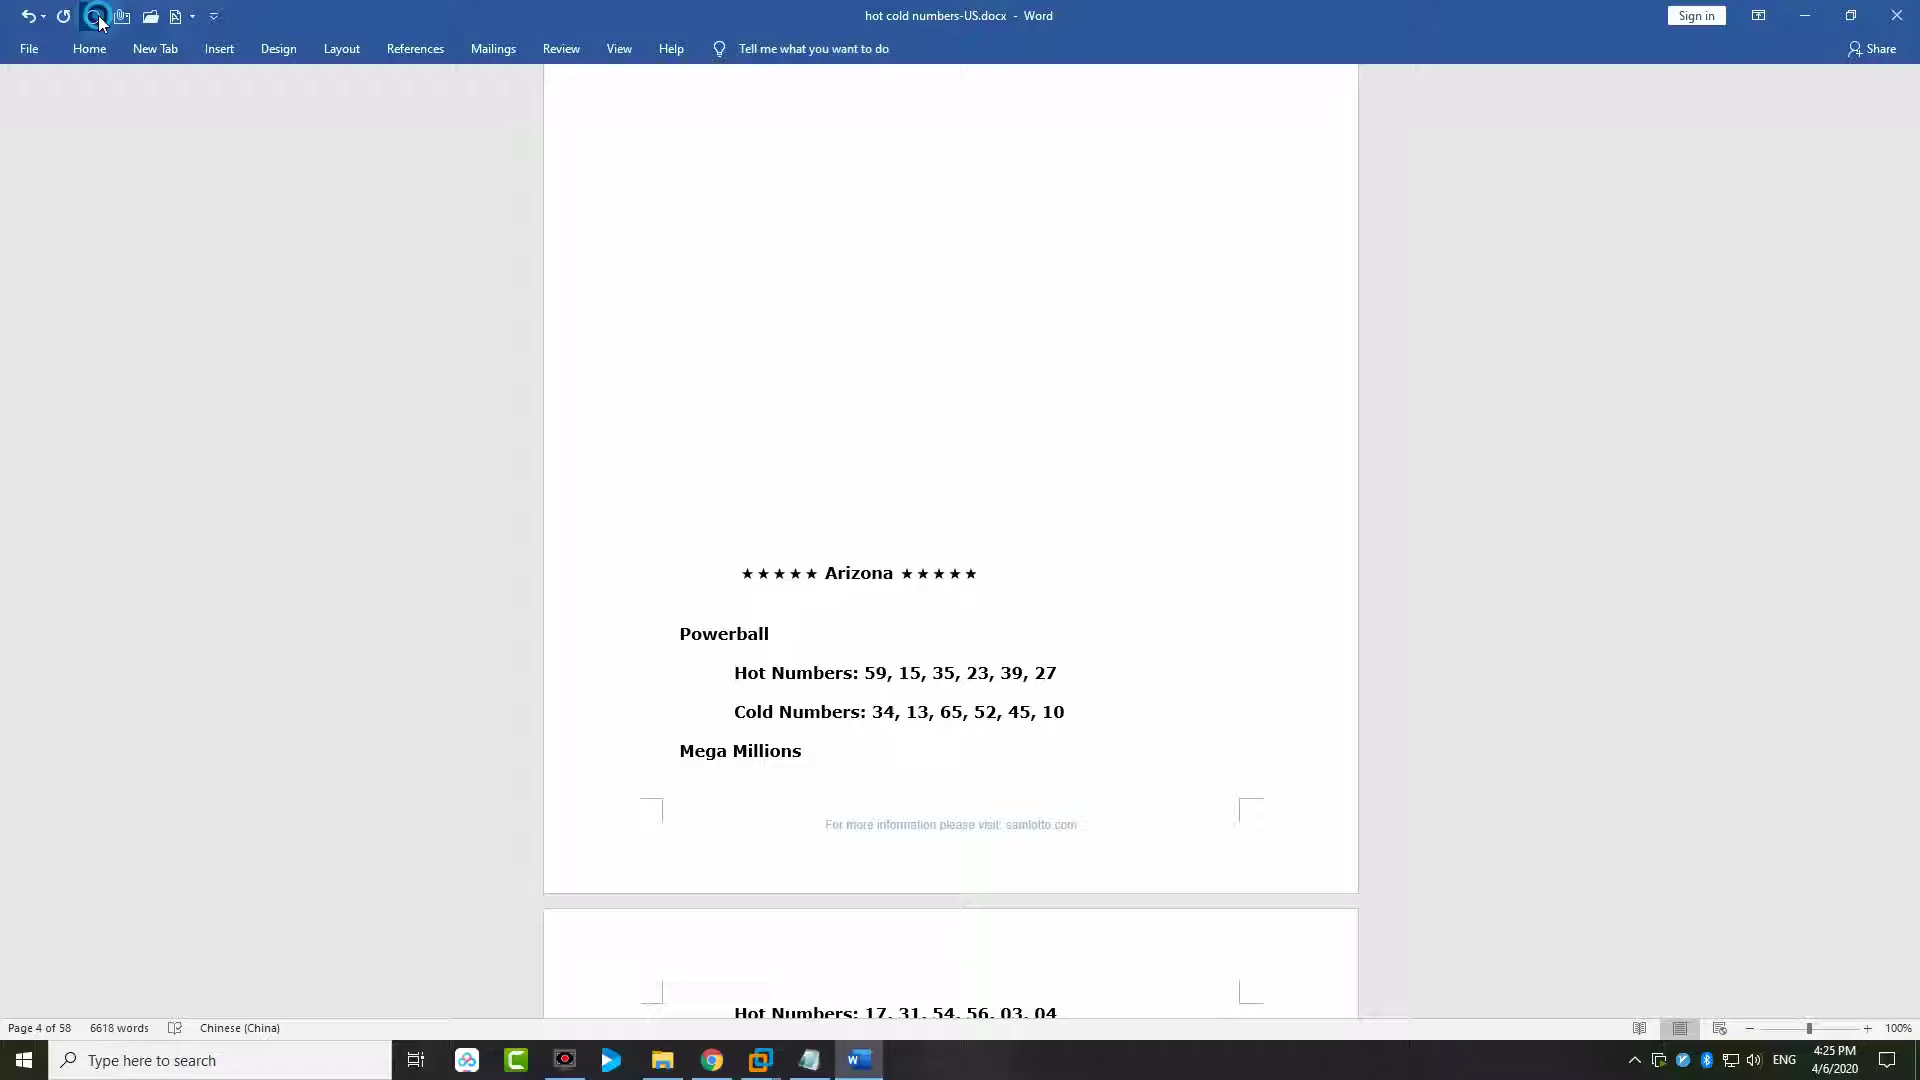 hot cold numbers-US.docx - Word
Sign in
File Home New Tab Insert Design Layout References Mailings Review View Help Tell me what you want to do Share
★★★★★ Arizona ★★★★★
Powerball
Hot Numbers: 59, 15, 35, 23, 39, 27
Cold Numbers: 34, 13, 65, 52, 45, 10
Mega Millions
For more information please visit: samlotto.com
Hot Numbers: 17, 31, 54, 56, 03, 04
Page 4 of 58 6618 words Chinese (China) 100%
Type here to search
ENG
4:25 PM
4/6/2020